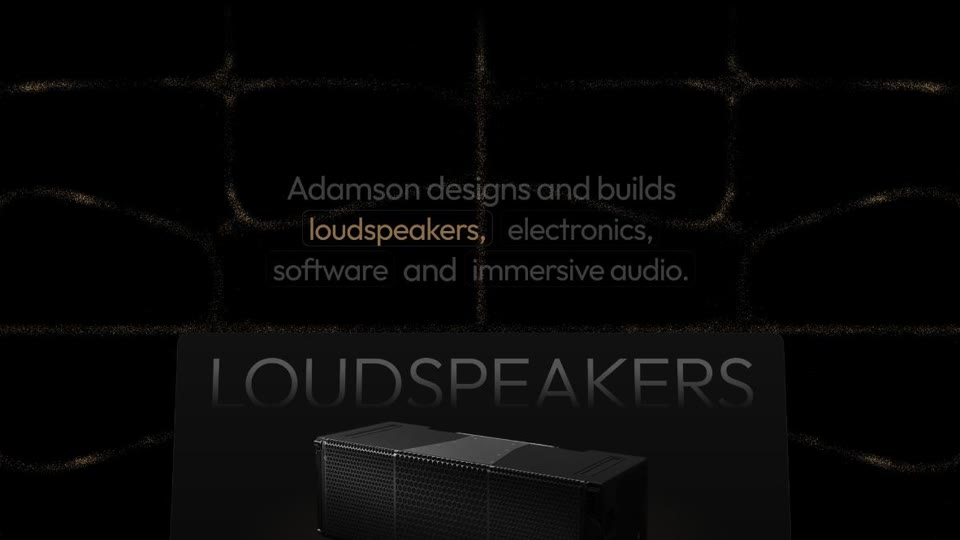 Adamson designs and builds
loudspeakers, electronics,
software and immersive audio.
LOUDSPEAKERS